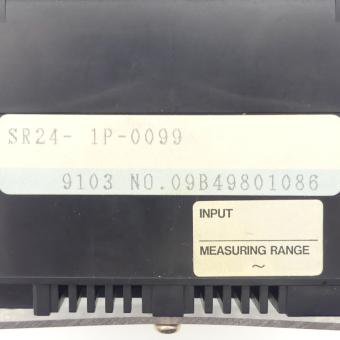 SR24- 1P-0099
9103 NO.09B49801086
INPUT
MEASURING RANGE
~